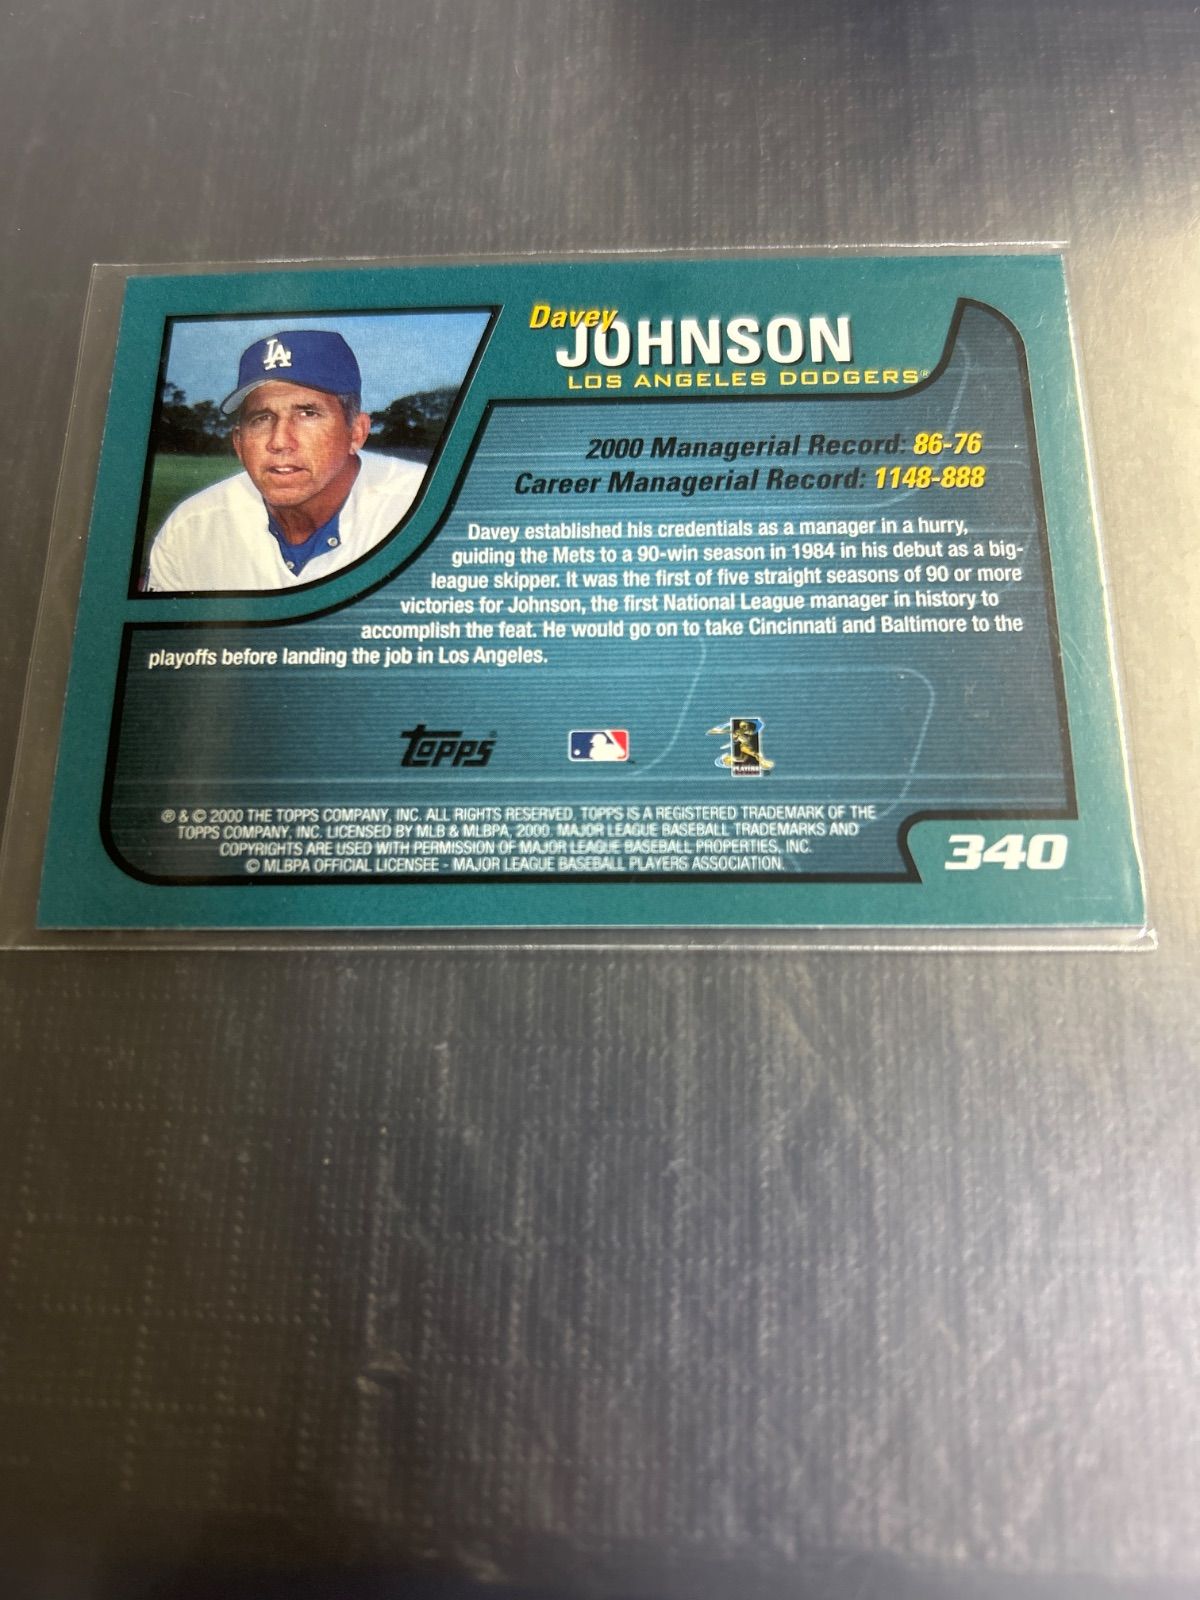 LA
Davey
JOHNSON
LOS ANGELES DODGERS®
2000 Managerial Record: 86-76
Career Managerial Record: 1148-888
Davey established his credentials as a manager in a hurry,
guiding the Mets to a 90-win season in 1984 in his debut as a big-
league skipper. It was the first of five straight seasons of 90 or more
victories for Johnson, the first National League manager in history to
accomplish the feat. He would go on to take Cincinnati and Baltimore to the
playoffs before landing the job in Los Angeles.
TOPPS®
® & © 2000 THE TOPPS COMPANY, INC. ALL RIGHTS RESERVED. TOPPS IS A REGISTERED TRADEMARK OF THE
TOPPS COMPANY, INC. LICENSED BY MLB & MLBPA, 2000. MAJOR LEAGUE BASEBALL TRADEMARKS AND
COPYRIGHTS ARE USED WITH PERMISSION OF MAJOR LEAGUE BASEBALL PROPERTIES, INC.
© MLBPA OFFICIAL LICENSEE - MAJOR LEAGUE BASEBALL PLAYERS ASSOCIATION.
340